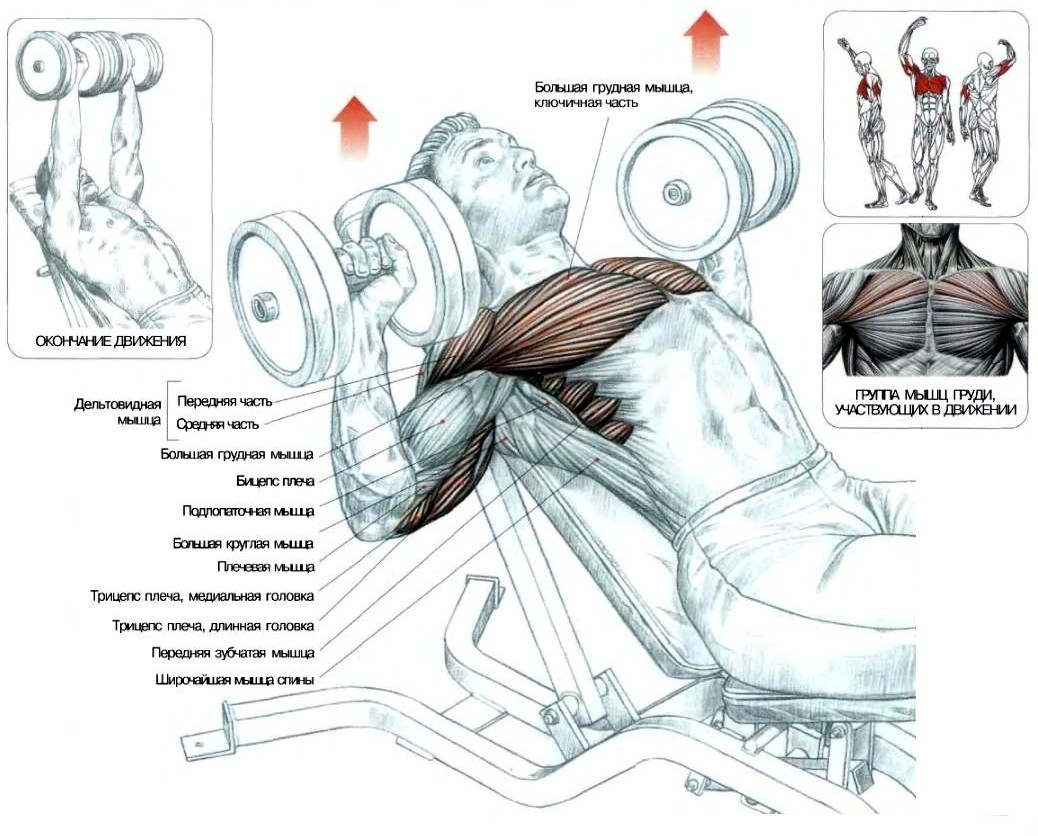 Большая грудная мышца,
ключичная часть
ОКОНЧАНИЕ ДВИЖЕНИЯ
ГРУППА МЫШЦ ГРУДИ,
УЧАСТВУЮЩИХ В ДВИЖЕНИИ
Дельтовидная
мышца
Передняя часть
Средняя часть
Большая грудная мышца
Бицепс плеча
Подлопаточная мышца
Большая круглая мышца
Плечевая мышца
Трицепс плеча, медиальная головка
Трицепс плеча, длинная головка
Передняя зубчатая мышца
Широчайшая мышца спины